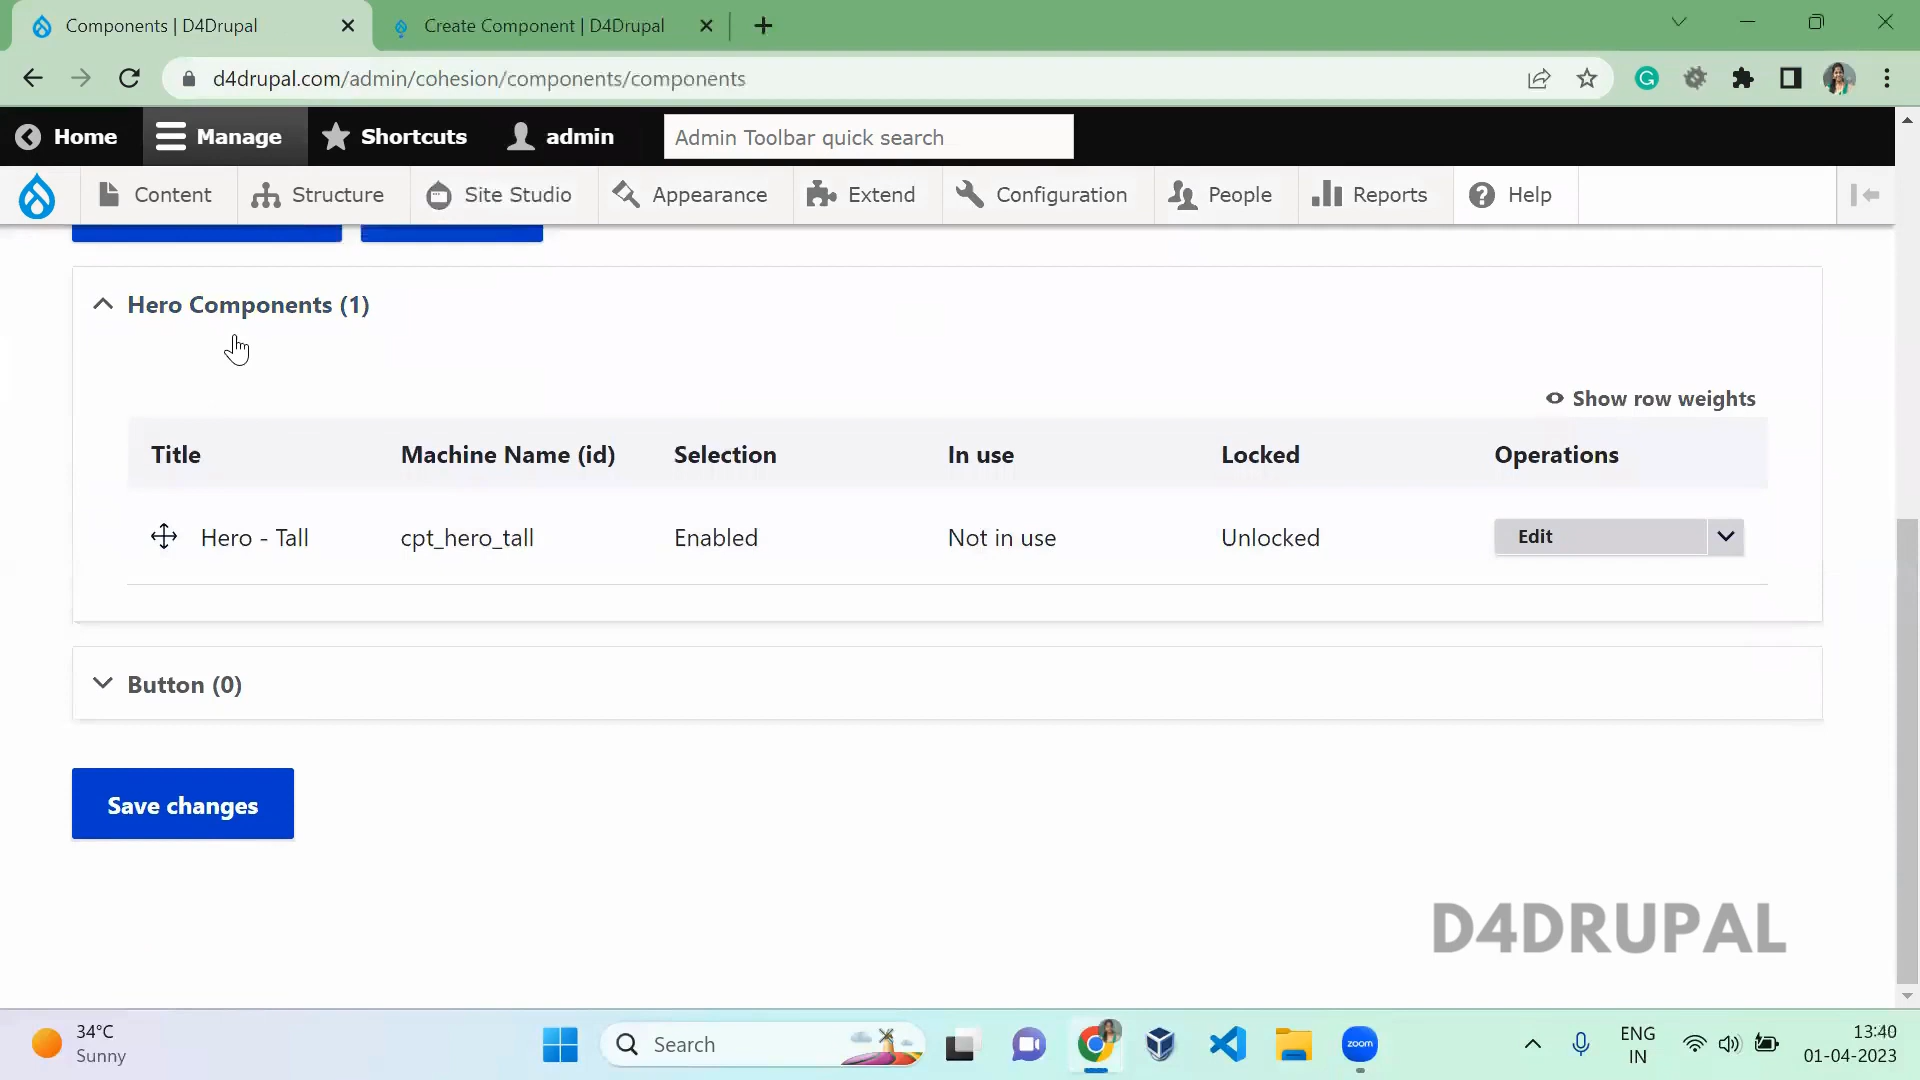 Components | D4Drupal
Create Component | D4Drupal
d4drupal.com/admin/cohesion/components/components
Home
Manage
Shortcuts
admin
Admin Toolbar quick search
Content
Structure
Site Studio
Appearance
Extend
Configuration
People
Reports
Help
Hero Components (1)
Show row weights
Title
Machine Name (id)
Selection
In use
Locked
Operations
Hero - Tall
cpt_hero_tall
Enabled
Not in use
Unlocked
Edit
Button (0)
Save changes
D4DRUPAL
34°C
Sunny
Search
zoom
ENG
IN
13:40
01-04-2023